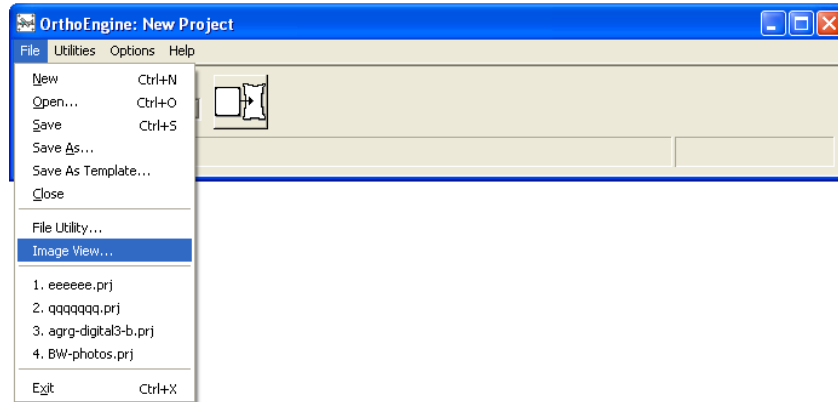 OrthoEngine: New Project
File Utilities Options Help
New Ctrl+N
Open... Ctrl+O
Save Ctrl+S
Save As...
Save As Template...
Close
File Utility...
Image View...
1. eeeeee.prj
2. qqqqqqq.prj
3. agrg-digital3-b.prj
4. BW-photos.prj
Exit Ctrl+X